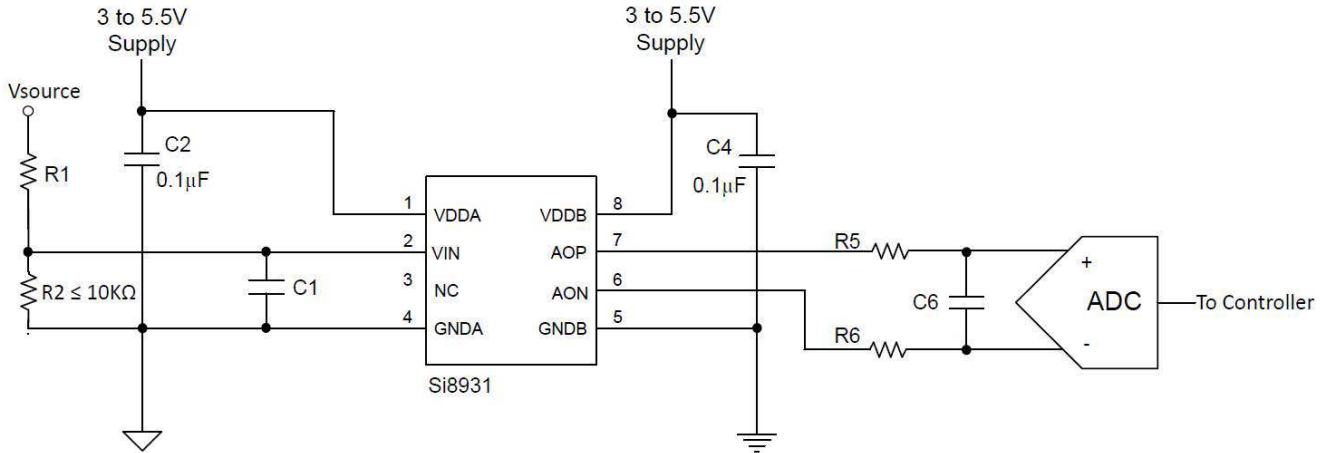 3 to 5.5V
Supply
3 to 5.5V
Supply
Vsource
R1
C2
0.1µF
C4
0.1µF
1
VDDA
VDDB
8
2
VIN
AOP
7
R5
3
NC
AON
6
4
GNDA
GNDB
5
R2 ≤ 10KΩ
C1
Si8931
R6
C6
+
-
ADC
To Controller